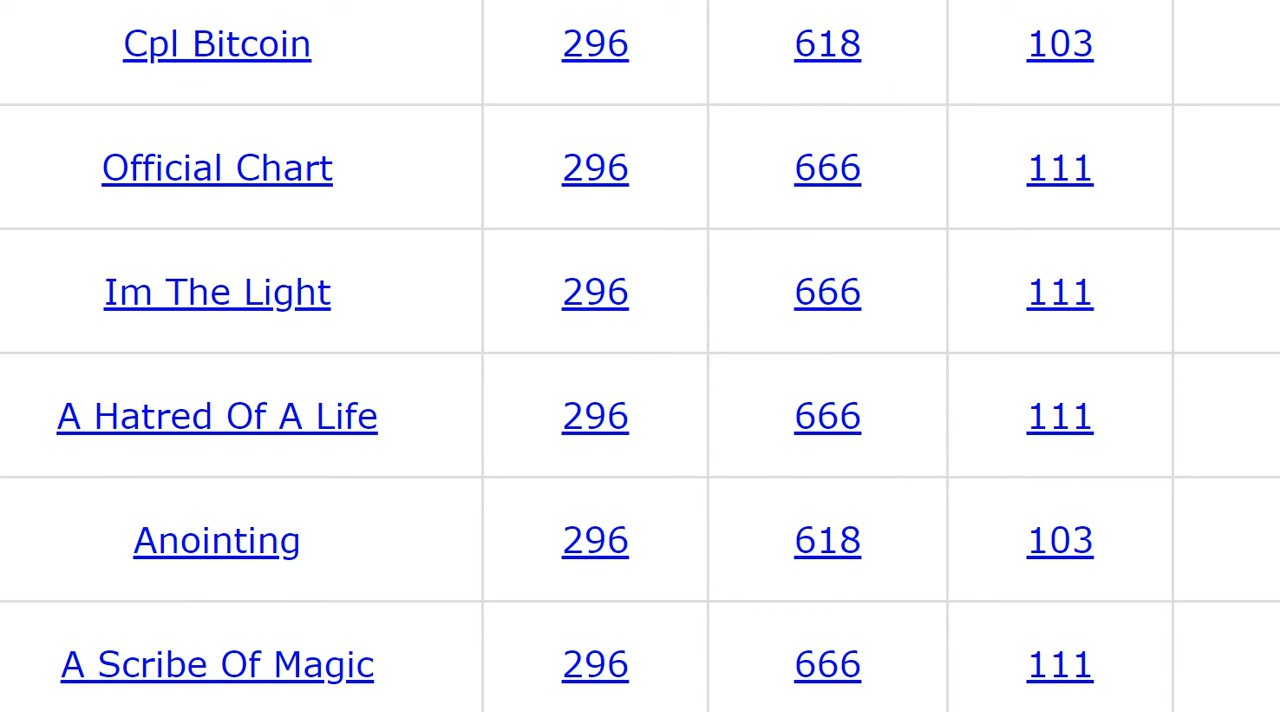 Cpl Bitcoin 296 618 103
Official Chart 296 666 111
Im The Light 296 666 111
A Hatred Of A Life 296 666 111
Anointing 296 618 103
A Scribe Of Magic 296 666 111